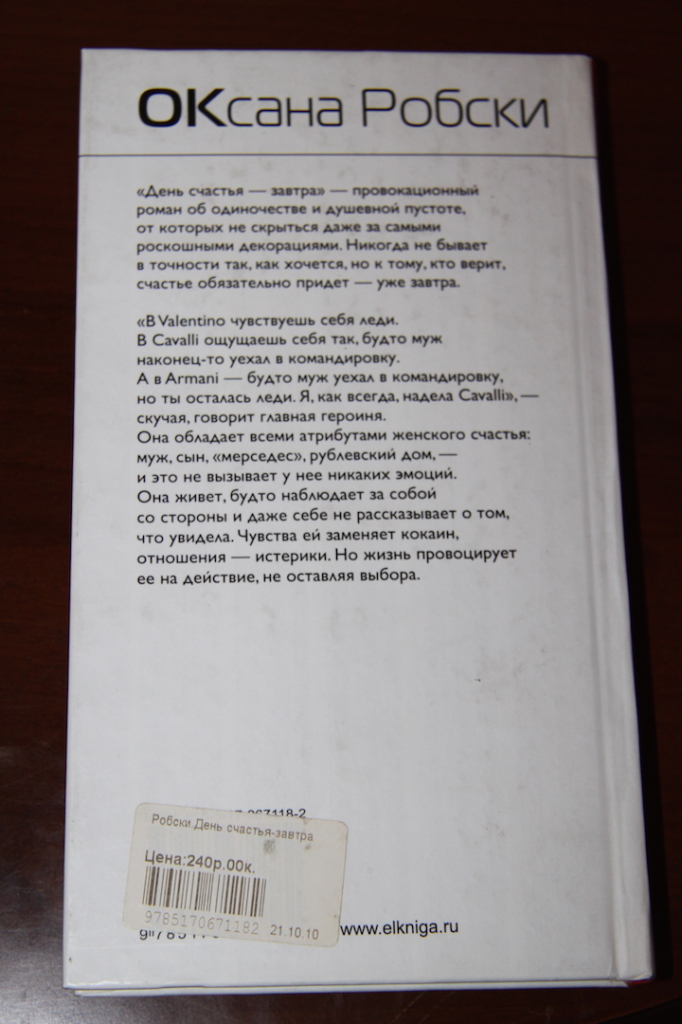 ОКсана Робски
«День счастья — завтра» — провокационный
роман об одиночестве и душевной пустоте,
от которых не скрыться даже за самыми
роскошными декорациями. Никогда не бывает
в точности так, как хочется, но к тому, кто верит,
счастье обязательно придет — уже завтра.
«В Valentino чувствуешь себя леди.
В Cavalli ощущаешь себя так, будто муж
наконец-то уехал в командировку.
А в Armani — будто муж уехал в командировку,
но ты осталась леди. Я, как всегда, надела Cavalli», —
скучая, говорит главная героиня.
Она обладает всеми атрибутами женского счастья:
муж, сын, «мерседес», рублевский дом, —
и это не вызывает у нее никаких эмоций.
Она живет, будто наблюдает за собой
со стороны и даже себе не рассказывает о том,
что увидела. Чувства ей заменяет кокаин,
отношения — истерики. Но жизнь провоцирует
ее на действие, не оставляя выбора.
067118-2
Робски.День счастья-завтра
Цена:240р.00к.
9785170671182 21.10.10
www.elkniga.ru